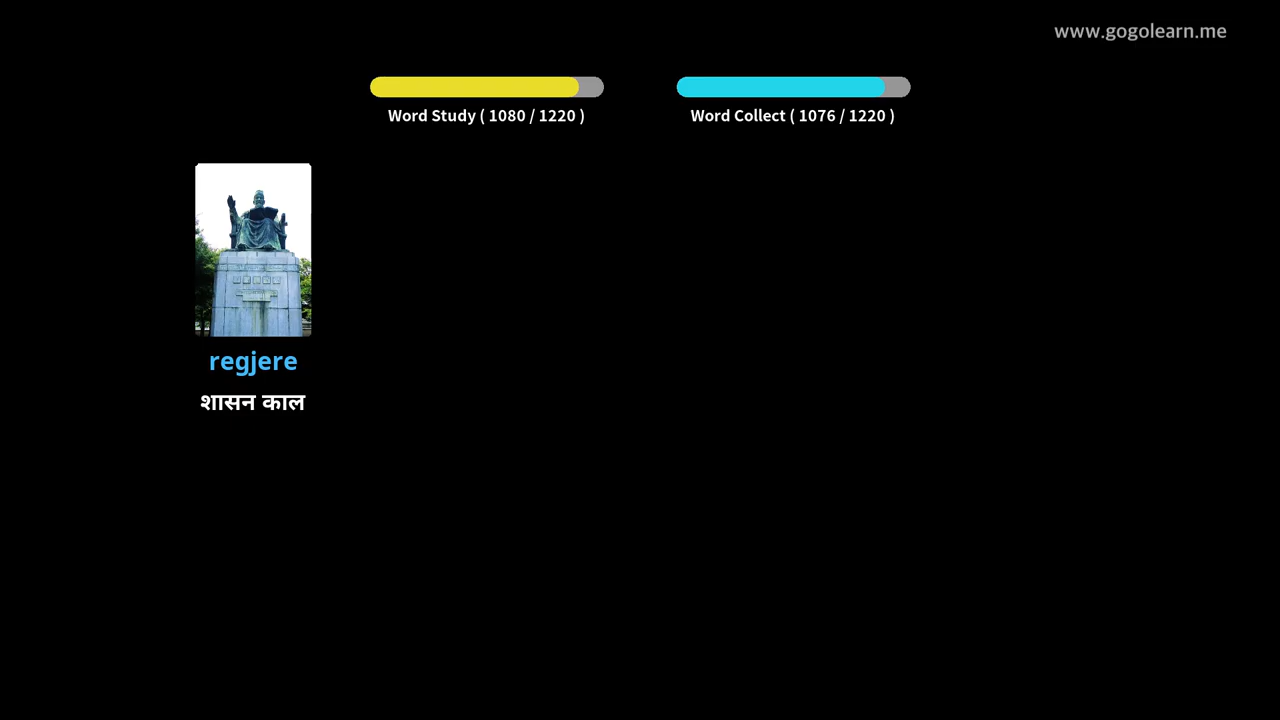 www.gogolearn.me
Word Study ( 1080 / 1220 )
Word Collect ( 1076 / 1220 )
regjere
शासन काल